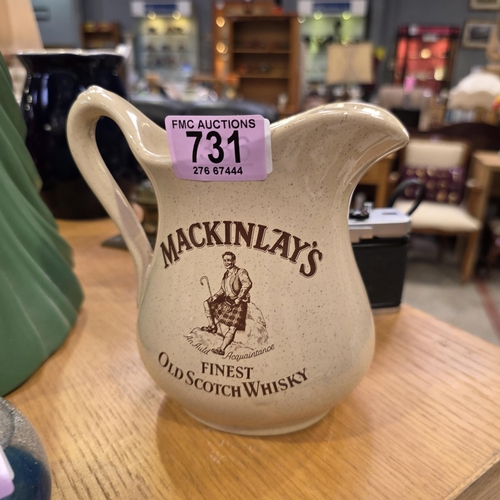 FMC AUCTIONS
731
276 67444
MACKINLAY'S
An Auld Acquaintance
FINEST
OLD SCOTCH WHISKY